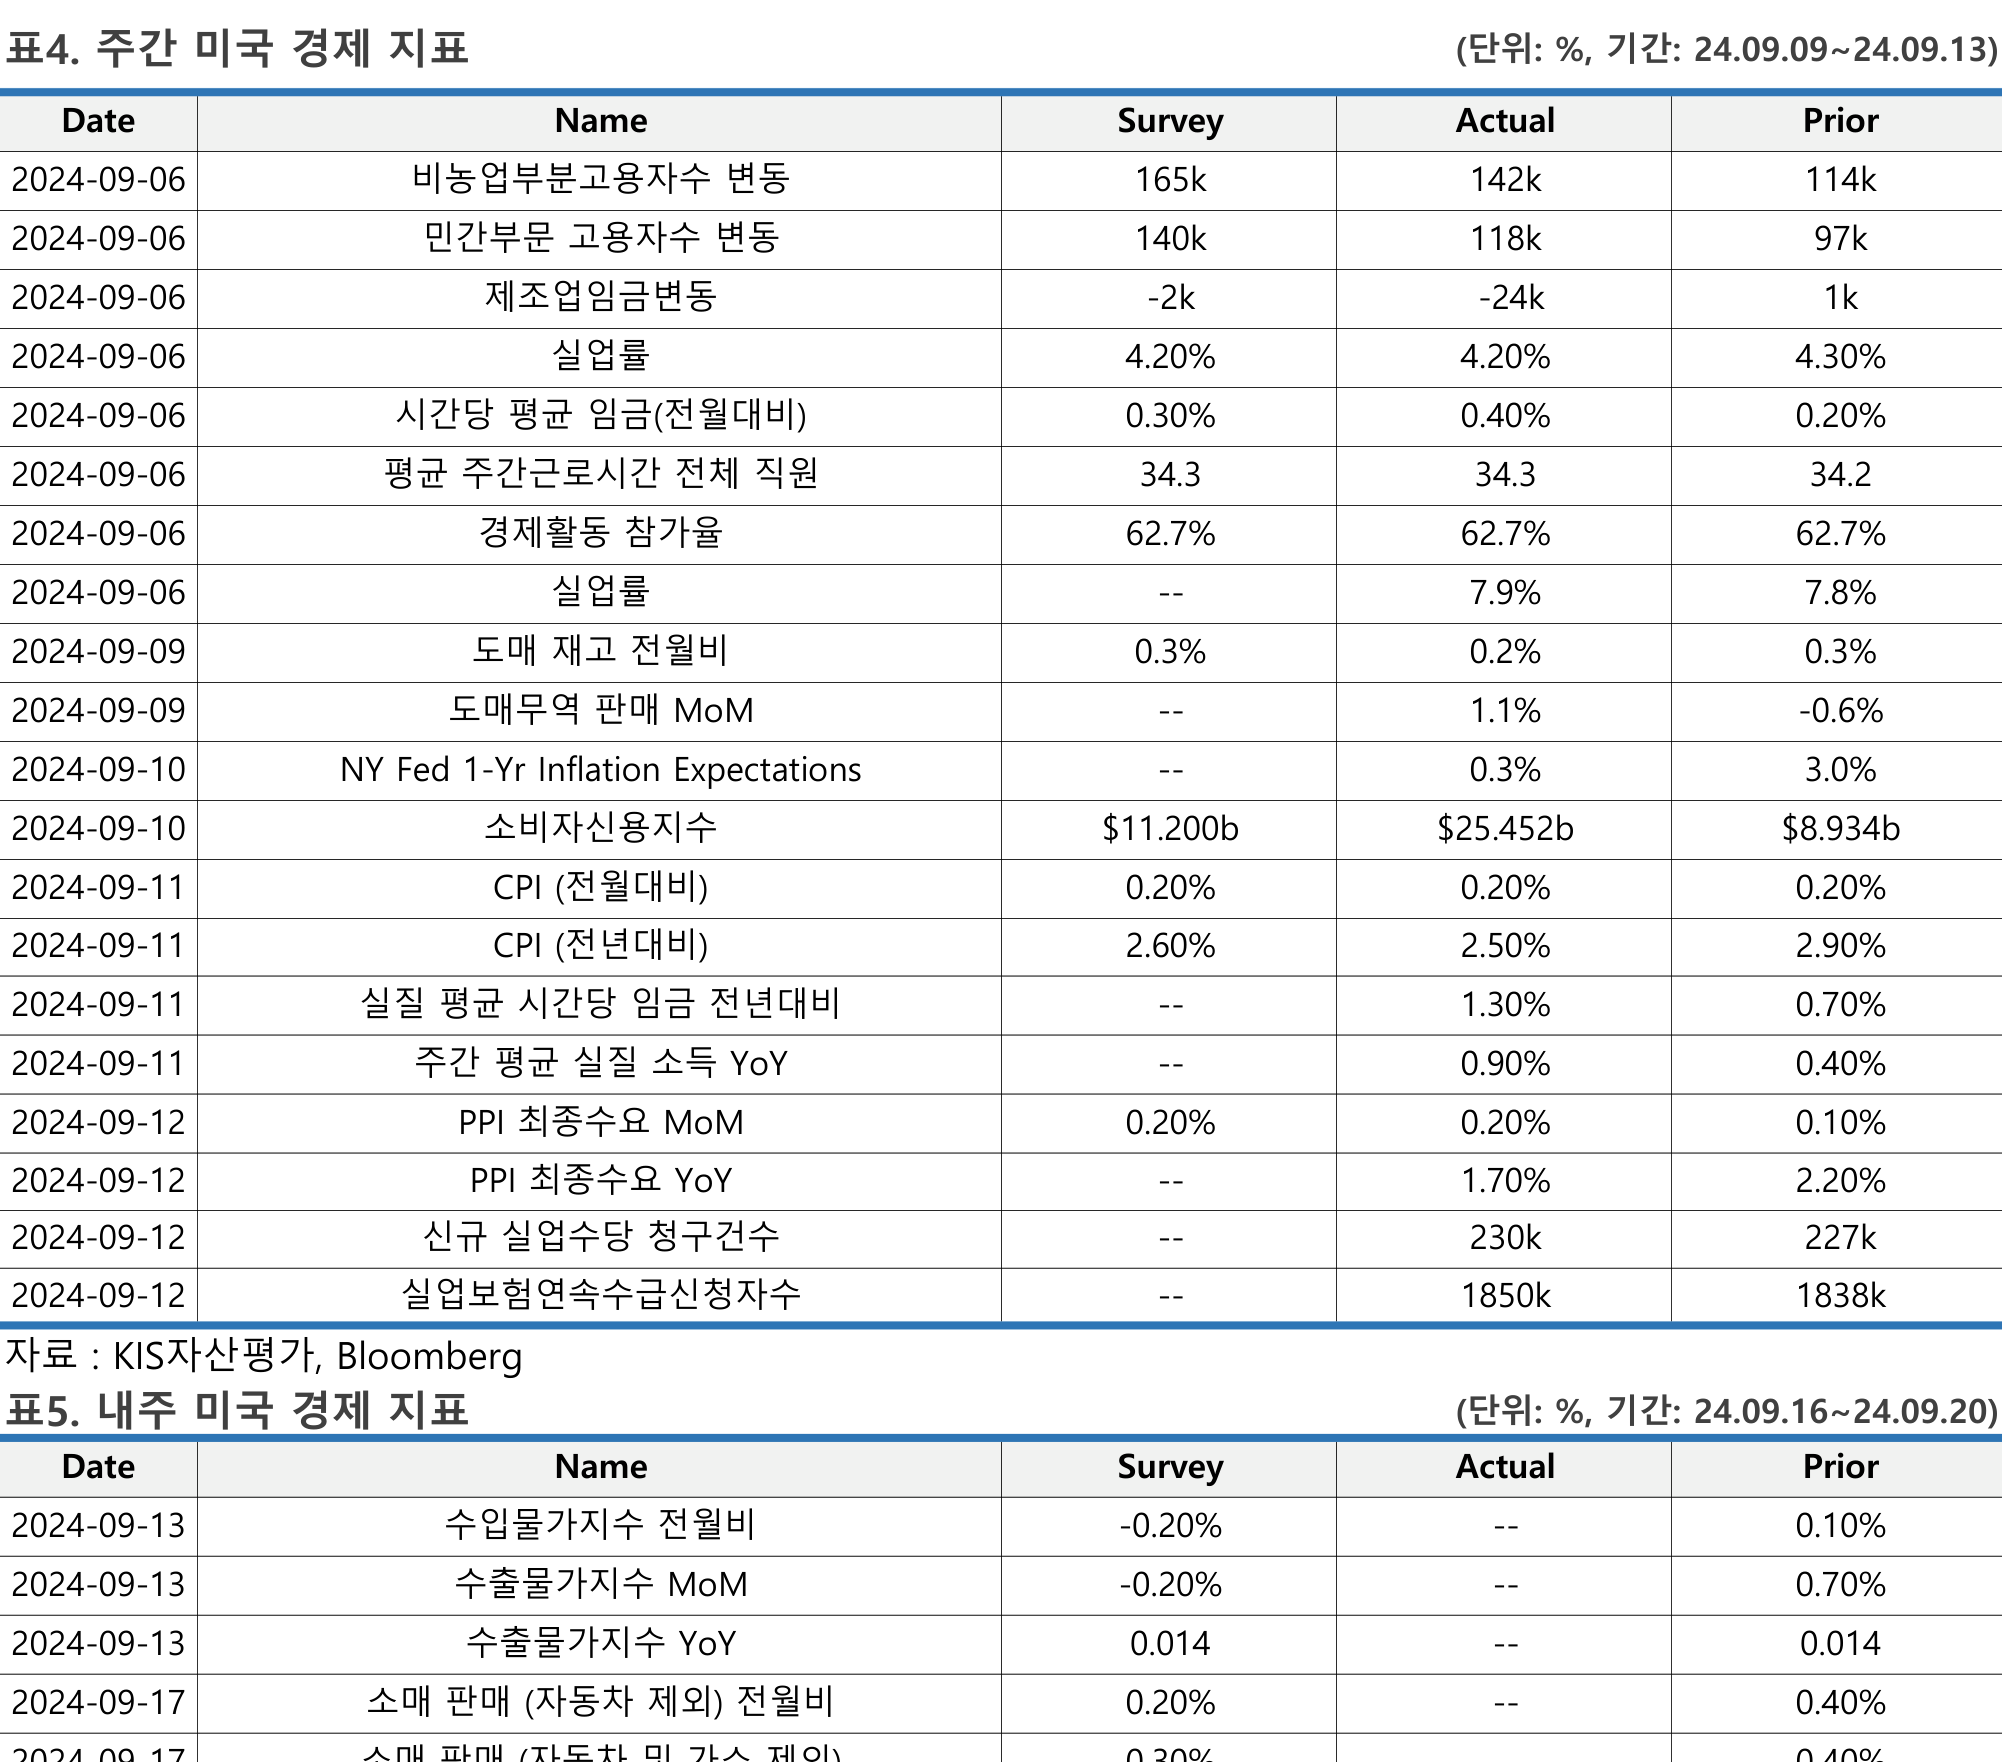 표4. 주간 미국 경제 지표 (단위: %, 기간: 24.09.09~24.09.13)
Date Name Survey Actual Prior
2024-09-06 비농업부분고용자수 변동 165k 142k 114k
2024-09-06 민간부문 고용자수 변동 140k 118k 97k
2024-09-06 제조업임금변동 -2k -24k 1k
2024-09-06 실업률 4.20% 4.20% 4.30%
2024-09-06 시간당 평균 임금(전월대비) 0.30% 0.40% 0.20%
2024-09-06 평균 주간근로시간 전체 직원 34.3 34.3 34.2
2024-09-06 경제활동 참가율 62.7% 62.7% 62.7%
2024-09-06 실업률 -- 7.9% 7.8%
2024-09-09 도매 재고 전월비 0.3% 0.2% 0.3%
2024-09-09 도매무역 판매 MoM -- 1.1% -0.6%
2024-09-10 NY Fed 1-Yr Inflation Expectations -- 0.3% 3.0%
2024-09-10 소비자신용지수 $11.200b $25.452b $8.934b
2024-09-11 CPI (전월대비) 0.20% 0.20% 0.20%
2024-09-11 CPI (전년대비) 2.60% 2.50% 2.90%
2024-09-11 실질 평균 시간당 임금 전년대비 -- 1.30% 0.70%
2024-09-11 주간 평균 실질 소득 YoY -- 0.90% 0.40%
2024-09-12 PPI 최종수요 MoM 0.20% 0.20% 0.10%
2024-09-12 PPI 최종수요 YoY -- 1.70% 2.20%
2024-09-12 신규 실업수당 청구건수 -- 230k 227k
2024-09-12 실업보험연속수급신청자수 -- 1850k 1838k
자료 : KIS자산평가, Bloomberg
표5. 내주 미국 경제 지표 (단위: %, 기간: 24.09.16~24.09.20)
Date Name Survey Actual Prior
2024-09-13 수입물가지수 전월비 -0.20% -- 0.10%
2024-09-13 수출물가지수 MoM -0.20% -- 0.70%
2024-09-13 수출물가지수 YoY 0.014 -- 0.014
2024-09-17 소매 판매 (자동차 제외) 전월비 0.20% -- 0.40%
2024-09-17 소매 판매 (자동차 및 가스 제외) 0.30% 0.40%